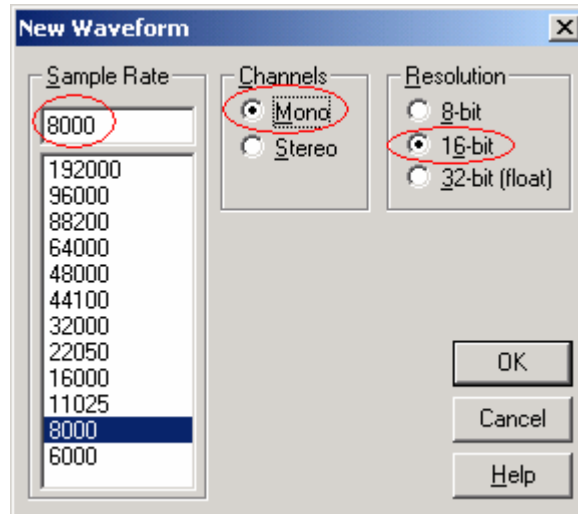 New Waveform
Sample Rate
8000
192000
96000
88200
64000
48000
44100
32000
22050
16000
11025
8000
6000
Channels
Mono
Stereo
Resolution
8-bit
16-bit
32-bit (float)
OK
Cancel
Help